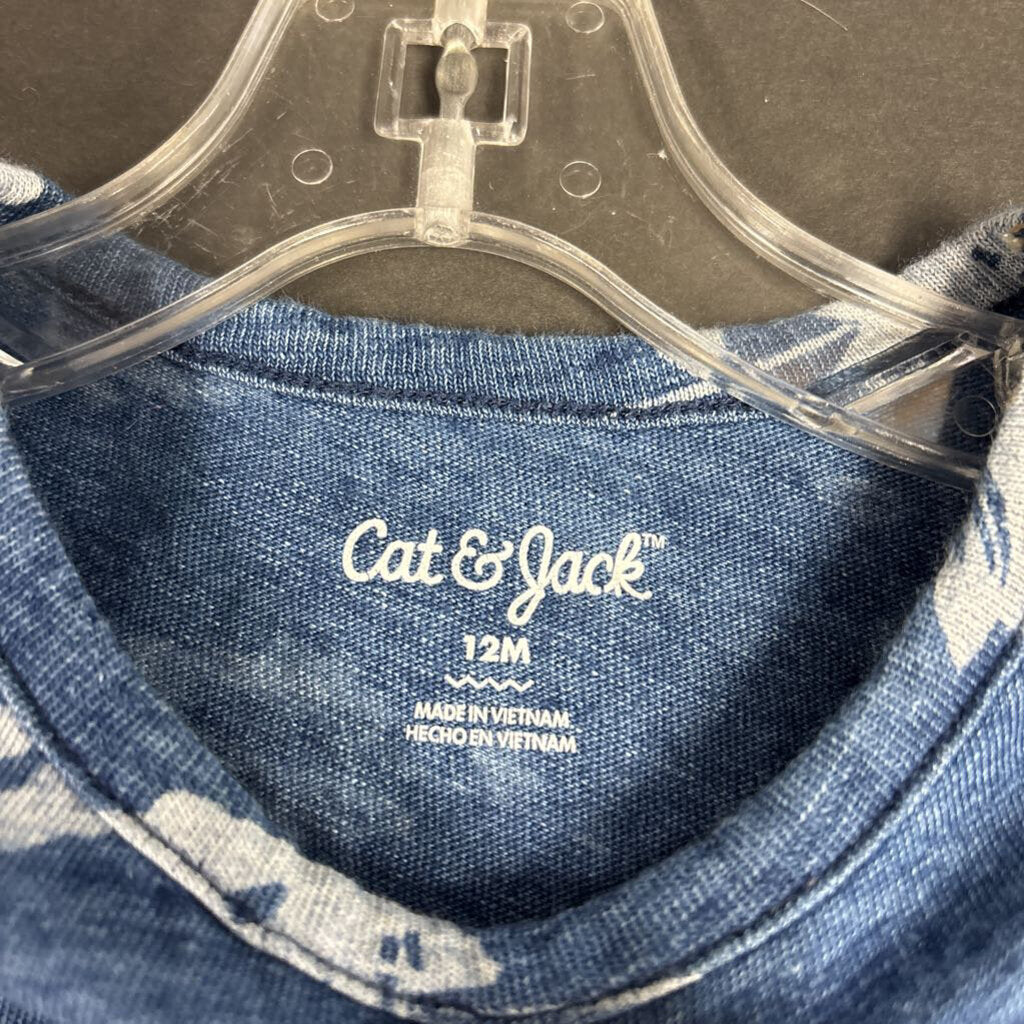 Cat & Jack™
12M
MADE IN VIETNAM
HECHO EN VIETNAM